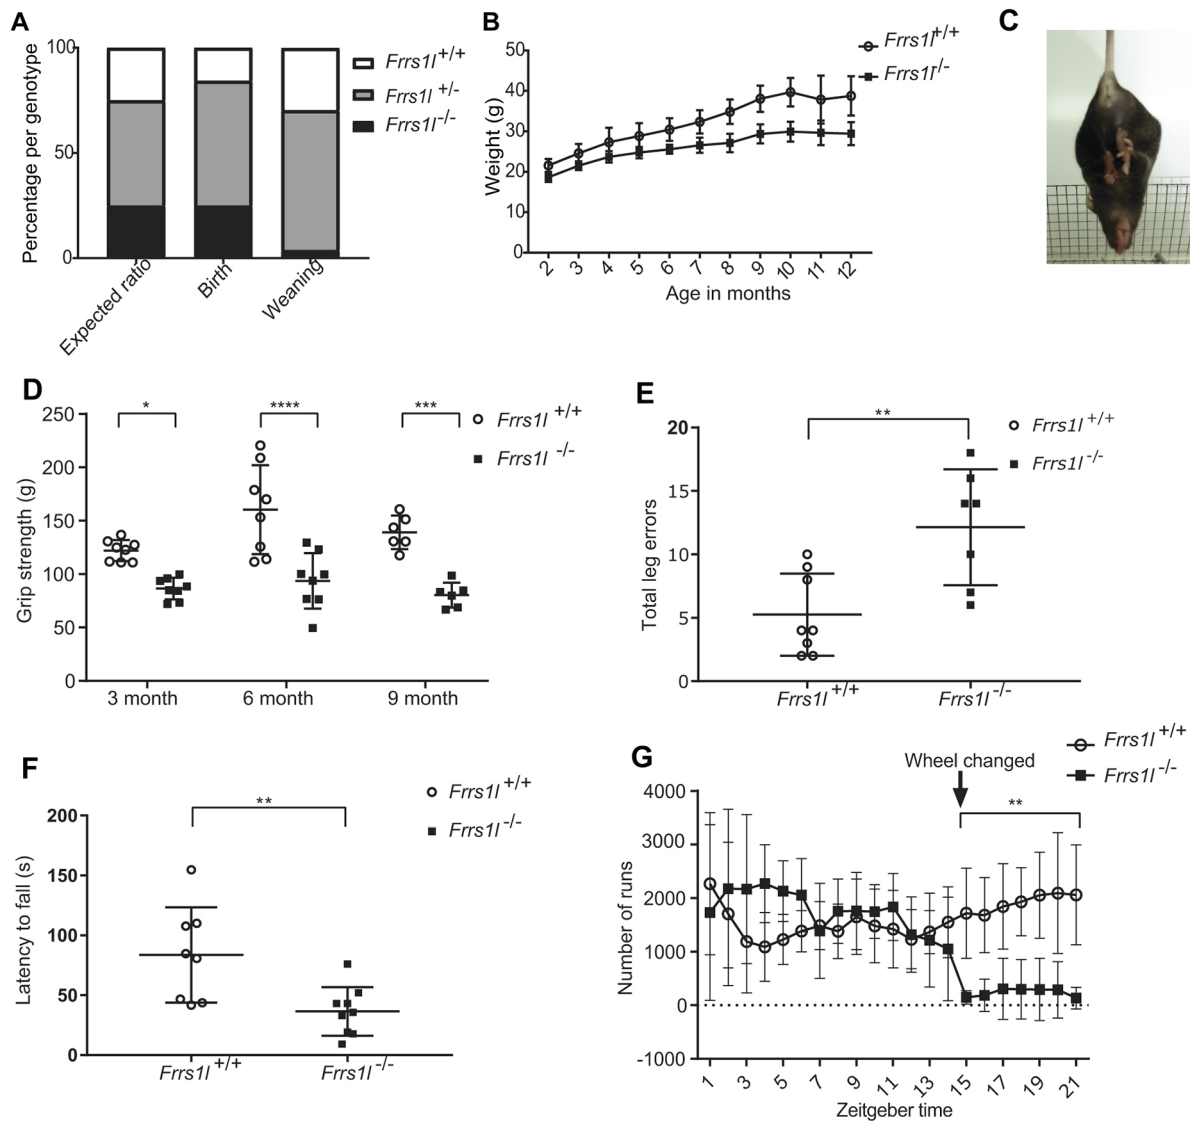 A
Percentage per genotype
100
50
0
Expected ratio
Birth
Weaning
Frrs1l +/+
Frrs1l +/-
Frrs1l -/-
B
Weight (g)
50
40
30
20
10
0
2 3 4 5 6 7 8 9 10 11 12
Age in months
Frrs1l +/+
Frrs1l -/-
C
D
Grip strength (g)
250
200
150
100
50
0
* **** ***
3 month 6 month 9 month
Frrs1l +/+
Frrs1l -/-
E
Total leg errors
20
15
10
5
0
**
Frrs1l +/+ Frrs1l -/-
Frrs1l +/+
Frrs1l -/-
F
Latency to fall (s)
200
150
100
50
0
**
Frrs1l +/+ Frrs1l -/-
Frrs1l +/+
Frrs1l -/-
G
Number of runs
4000
3000
2000
1000
0
-1000
Wheel changed
**
1 3 5 7 9 11 13 15 17 19 21
Zeitgeber time
Frrs1l +/+
Frrs1l -/-